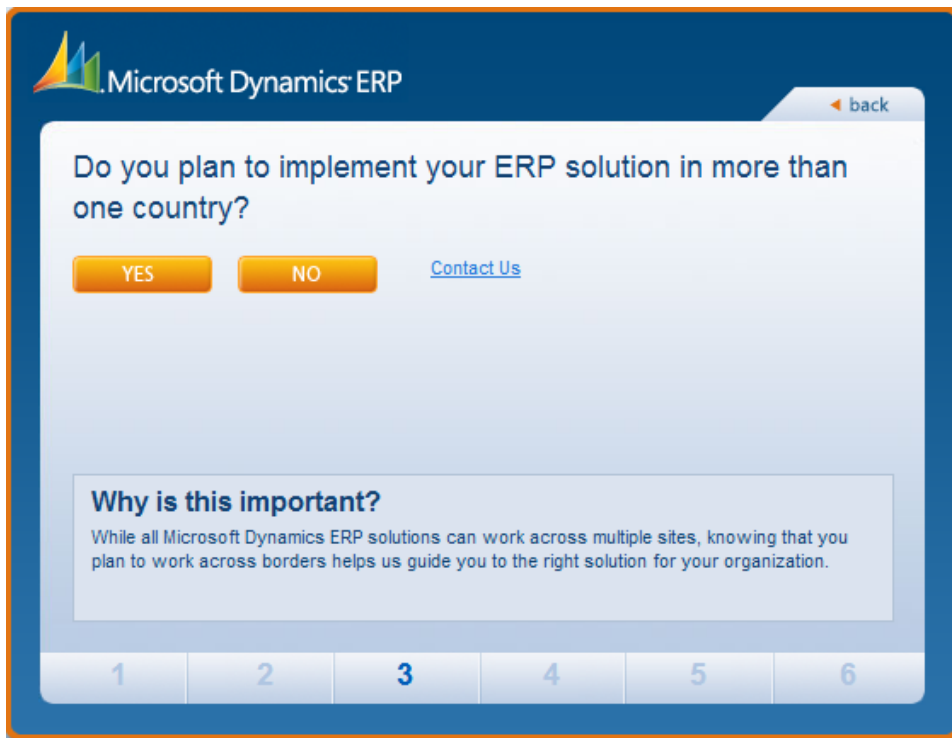 Microsoft Dynamics ERP
back
Do you plan to implement your ERP solution in more than
one country?
YES
NO
Contact Us
Why is this important?
While all Microsoft Dynamics ERP solutions can work across multiple sites, knowing that you
plan to work across borders helps us guide you to the right solution for your organization.
1
2
3
4
5
6